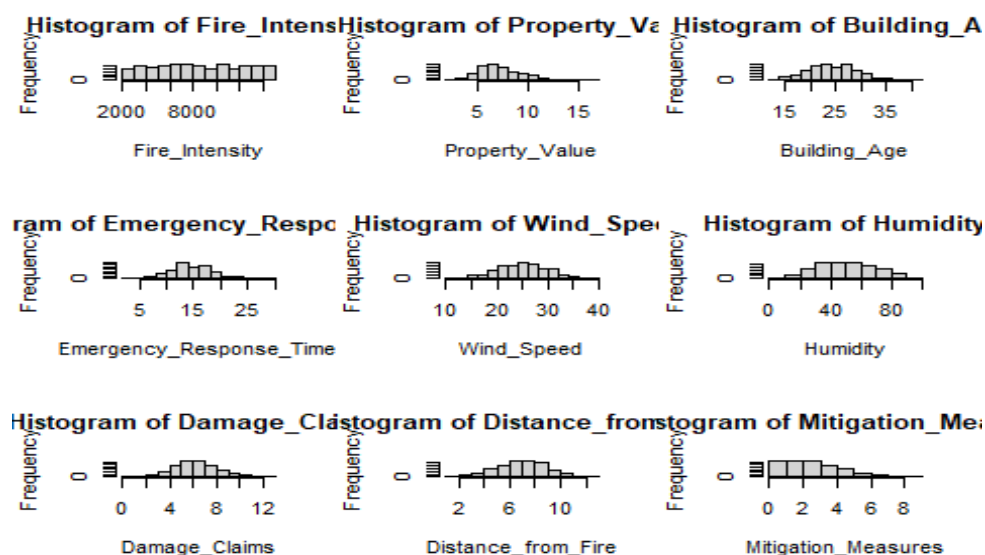 Histogram of Fire_Intens
Frequency
0
2000 8000
Fire_Intensity
Histogram of Property_Va
Frequency
0
5 10 15
Property_Value
Histogram of Building_A
Frequency
0
15 25 35
Building_Age
ram of Emergency_Respo
Frequency
0
5 15 25
Emergency_Response_Time
Histogram of Wind_Spe
Frequency
0
10 20 30 40
Wind_Speed
Histogram of Humidity
Frequency
0
0 40 80
Humidity
Histogram of Damage_Cla
Frequency
0
0 4 8 12
Damage_Claims
stogram of Distance_from
Frequency
0
2 6 10
Distance_from_Fire
stogram of Mitigation_Mea
Frequency
0
0 2 4 6 8
Mitigation_Measures